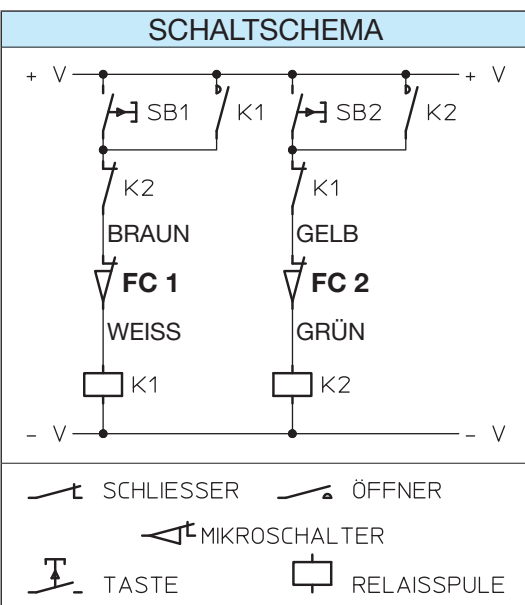 SCHALTSCHEMA
+ V + V
SB1 K1 SB2 K2
K2 K1
BRAUN GELB
FC 1 FC 2
WEISS GRÜN
K1 K2
– V – V
SCHLIESSER ÖFFNER
MIKROSCHALTER
TASTE RELAISSPULE